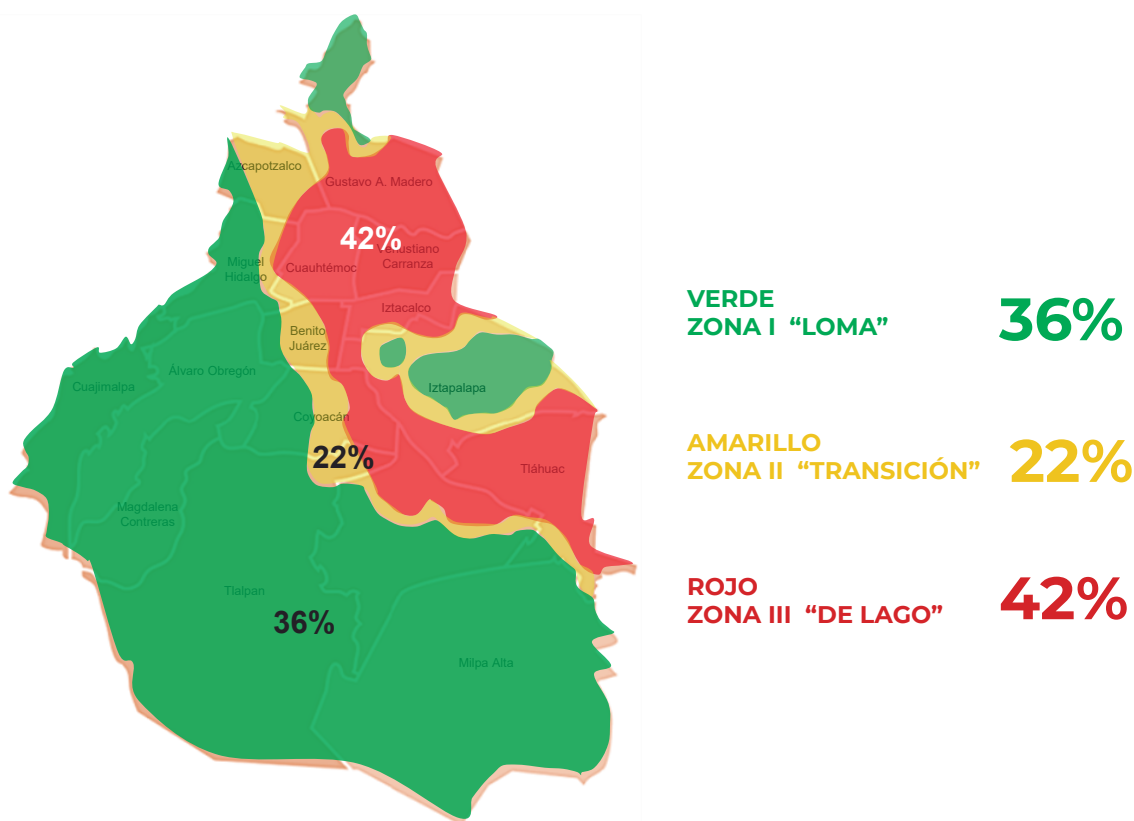 Azcapotzalco
Gustavo A. Madero
42%
Venustiano
Carranza
Miguel
Hidalgo
Cuauhtémoc
Iztacalco
Benito
Juárez
Álvaro Obregón
Cuajimalpa
Iztapalapa
Coyoacán
22%
Tláhuac
Magdalena
Contreras
Tlalpan
36%
Milpa Alta
VERDE
ZONA I “LOMA”
36%
AMARILLO
ZONA II “TRANSICIÓN”
22%
ROJO
ZONA III “DE LAGO”
42%